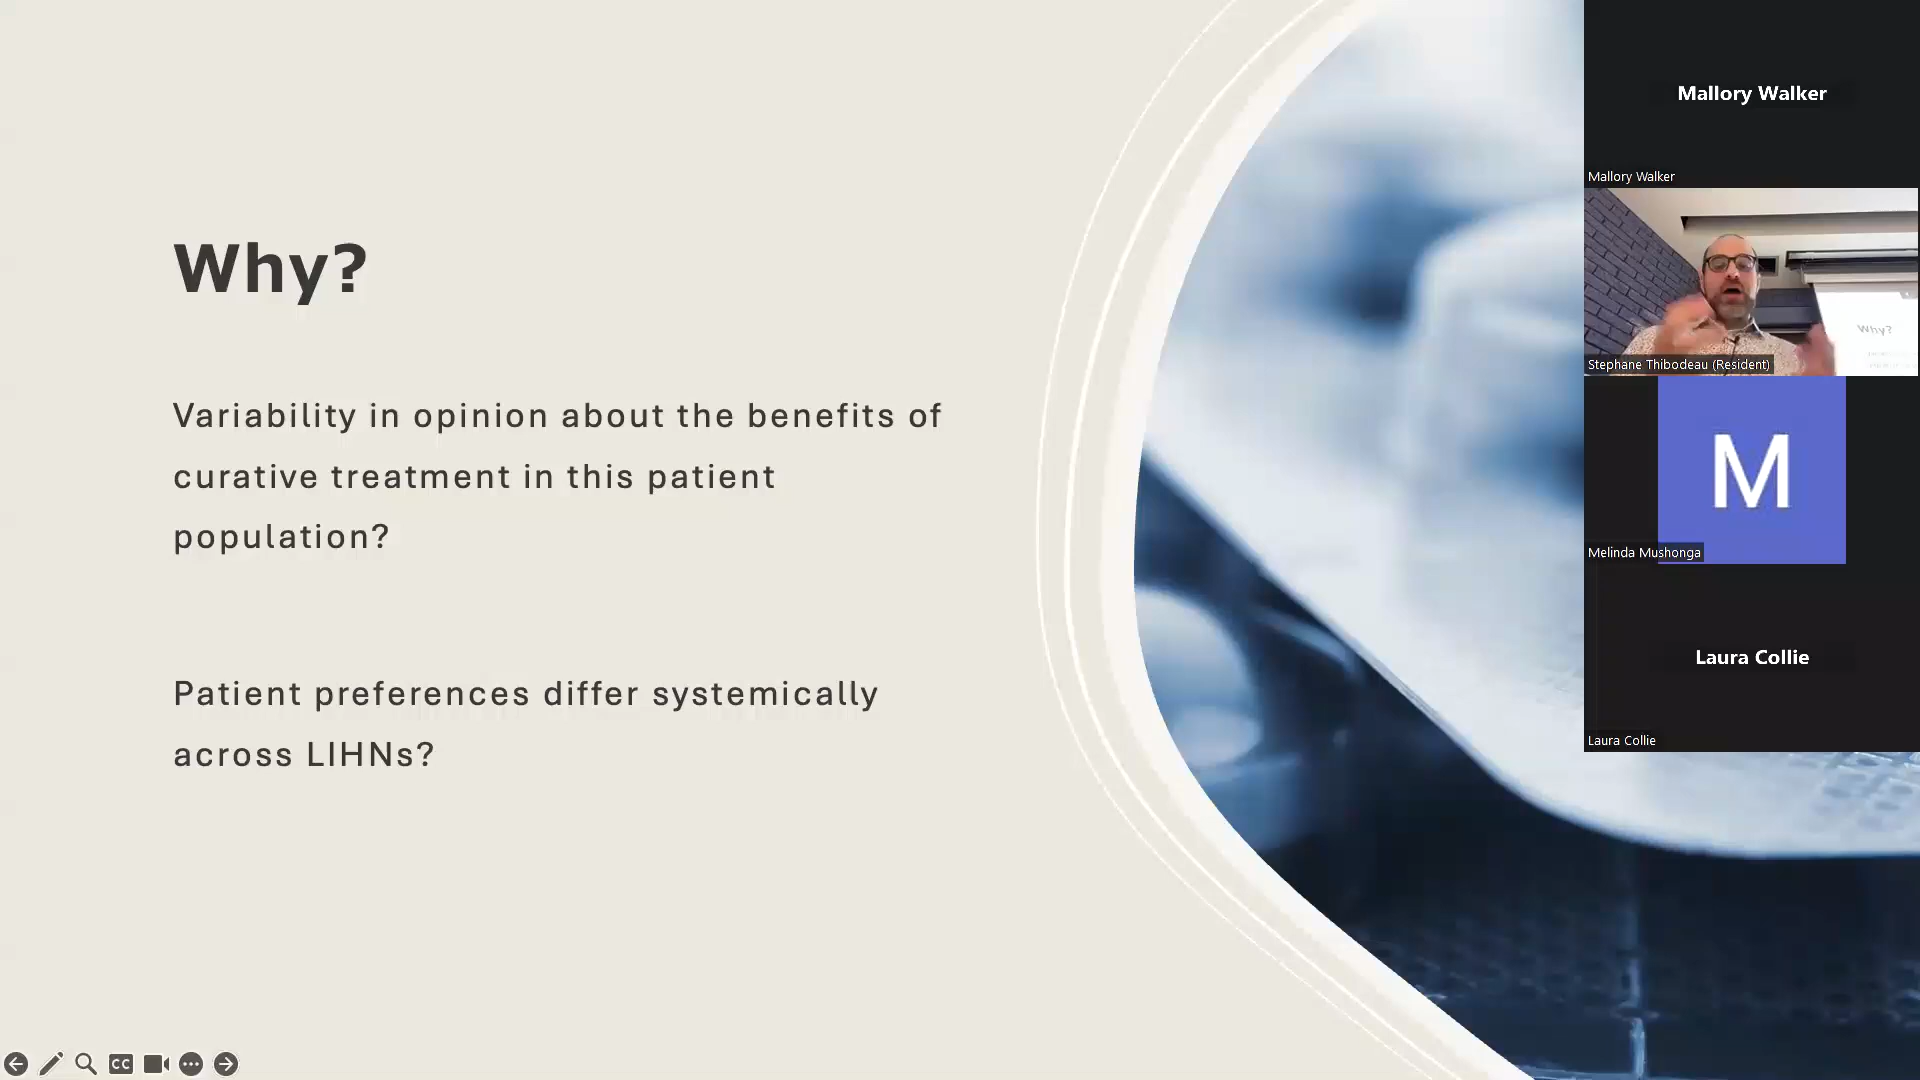 Why?
Variability in opinion about the benefits of
curative treatment in this patient
population?
Patient preferences differ systemically
across LIHNs?
Mallory Walker
Mallory Walker
Why?
Stephane Thibodeau (Resident)
M
Melinda Mushonga
Laura Collie
Laura Collie
CC